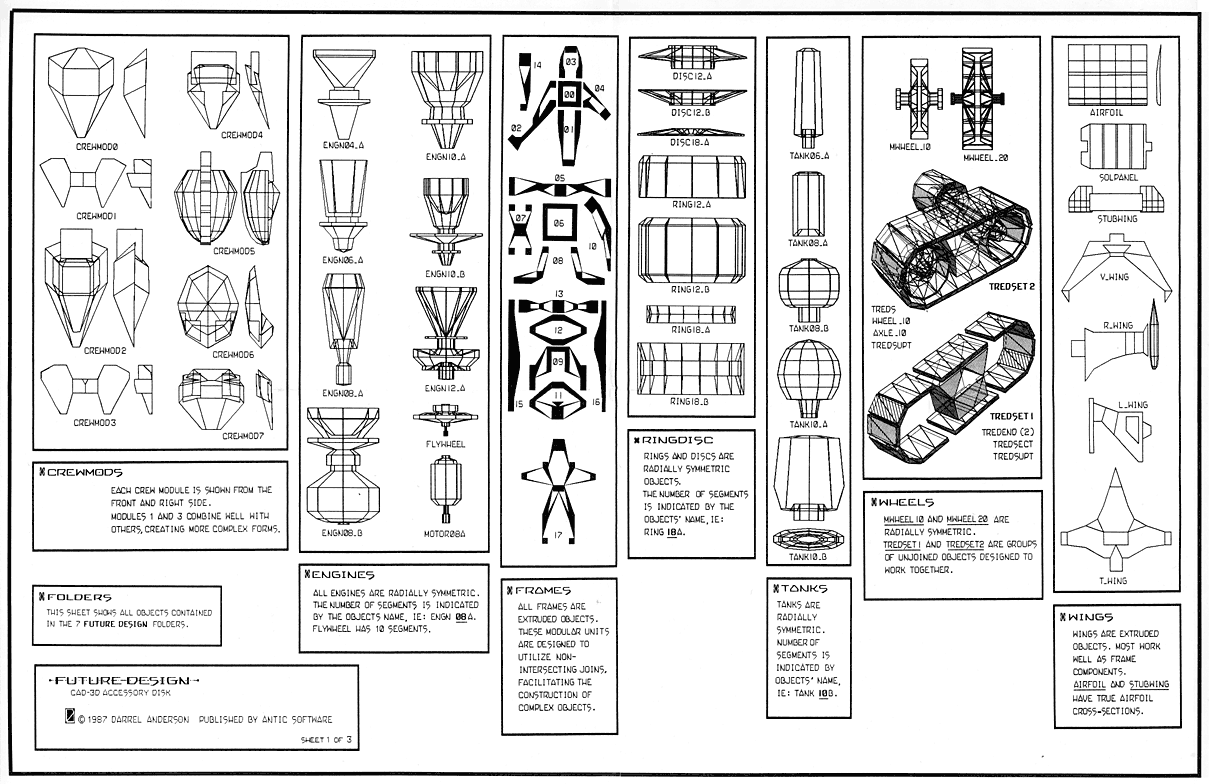 CREWMOD0
CREWMOD4
CREWMOD1
CREWMOD5
CREWMOD2
CREWMOD6
CREWMOD3
CREWMOD7
CREWMODS
EACH CREW MODULE IS SHOWN FROM THE
FRONT AND RIGHT SIDE.
MODULES 1 AND 3 COMBINE WELL WITH
OTHERS, CREATING MORE COMPLEX FORMS.
FOLDERS
THIS SHEET SHOWS ALL OBJECTS CONTAINED
IN THE 7 FUTURE DESIGN FOLDERS.
FUTURE-DESIGN
CAD-3D ACCESSORY DISK
© 1987 DARREL ANDERSON PUBLISHED BY ANTIC SOFTWARE
SHEET 1 OF 3
ENGN04.A
ENGN10.A
ENGN06.A
ENGN10.B
ENGN08.A
ENGN12.A
FLYWHEEL
ENGN08.B
MOTOR08A
ENGINES
ALL ENGINES ARE RADIALLY SYMMETRIC.
THE NUMBER OF SEGMENTS IS INDICATED
BY THE OBJECTS NAME, IE: ENGN 08A.
FLYWHEEL HAS 10 SEGMENTS.
14
03
00
04
02
01
05
07
06
10
08
13
12
09
11
15
16
17
FRAMES
ALL FRAMES ARE
EXTRUDED OBJECTS.
THESE MODULAR UNITS
ARE DESIGNED TO
UTILIZE NON-
INTERSECTING JOINS,
FACILITATING THE
CONSTRUCTION OF
COMPLEX OBJECTS.
DISC12.A
DISC12.B
DISC18.A
RING12.A
RING12.B
RING18.A
RING18.B
RINGDISC
RINGS AND DISCS ARE
RADIALLY SYMMETRIC
OBJECTS.
THE NUMBER OF SEGMENTS
IS INDICATED BY THE
OBJECTS' NAME, IE:
RING 18A.
TANK06.A
TANK08.A
TANK08.B
TANK10.A
TANK10.B
TANKS
TANKS ARE
RADIALLY
SYMMETRIC.
NUMBER OF
SEGMENTS IS
INDICATED BY
OBJECTS' NAME,
IE: TANK 10B.
MWHEEL.10
MWHEEL.20
TREDSET 2
TREDS
WHEEL.10
AXLE.10
TREDSUPT
TREDSET 1
TREDEND (2)
TREDSECT
TREDSUPT
WHEELS
MWHEEL 10 AND MWHEEL 20 ARE
RADIALLY SYMMETRIC.
TREDSET1 AND TREDSET2 ARE GROUPS
OF UNJOINED OBJECTS DESIGNED TO
WORK TOGETHER.
AIRFOIL
SOLPANEL
STUBWING
V_WING
R_WING
L_WING
T_WING
WINGS
WINGS ARE EXTRUDED
OBJECTS. MOST WORK
WELL AS FRAME
COMPONENTS.
AIRFOIL AND STUBWING
HAVE TRUE AIRFOIL
CROSS-SECTIONS.